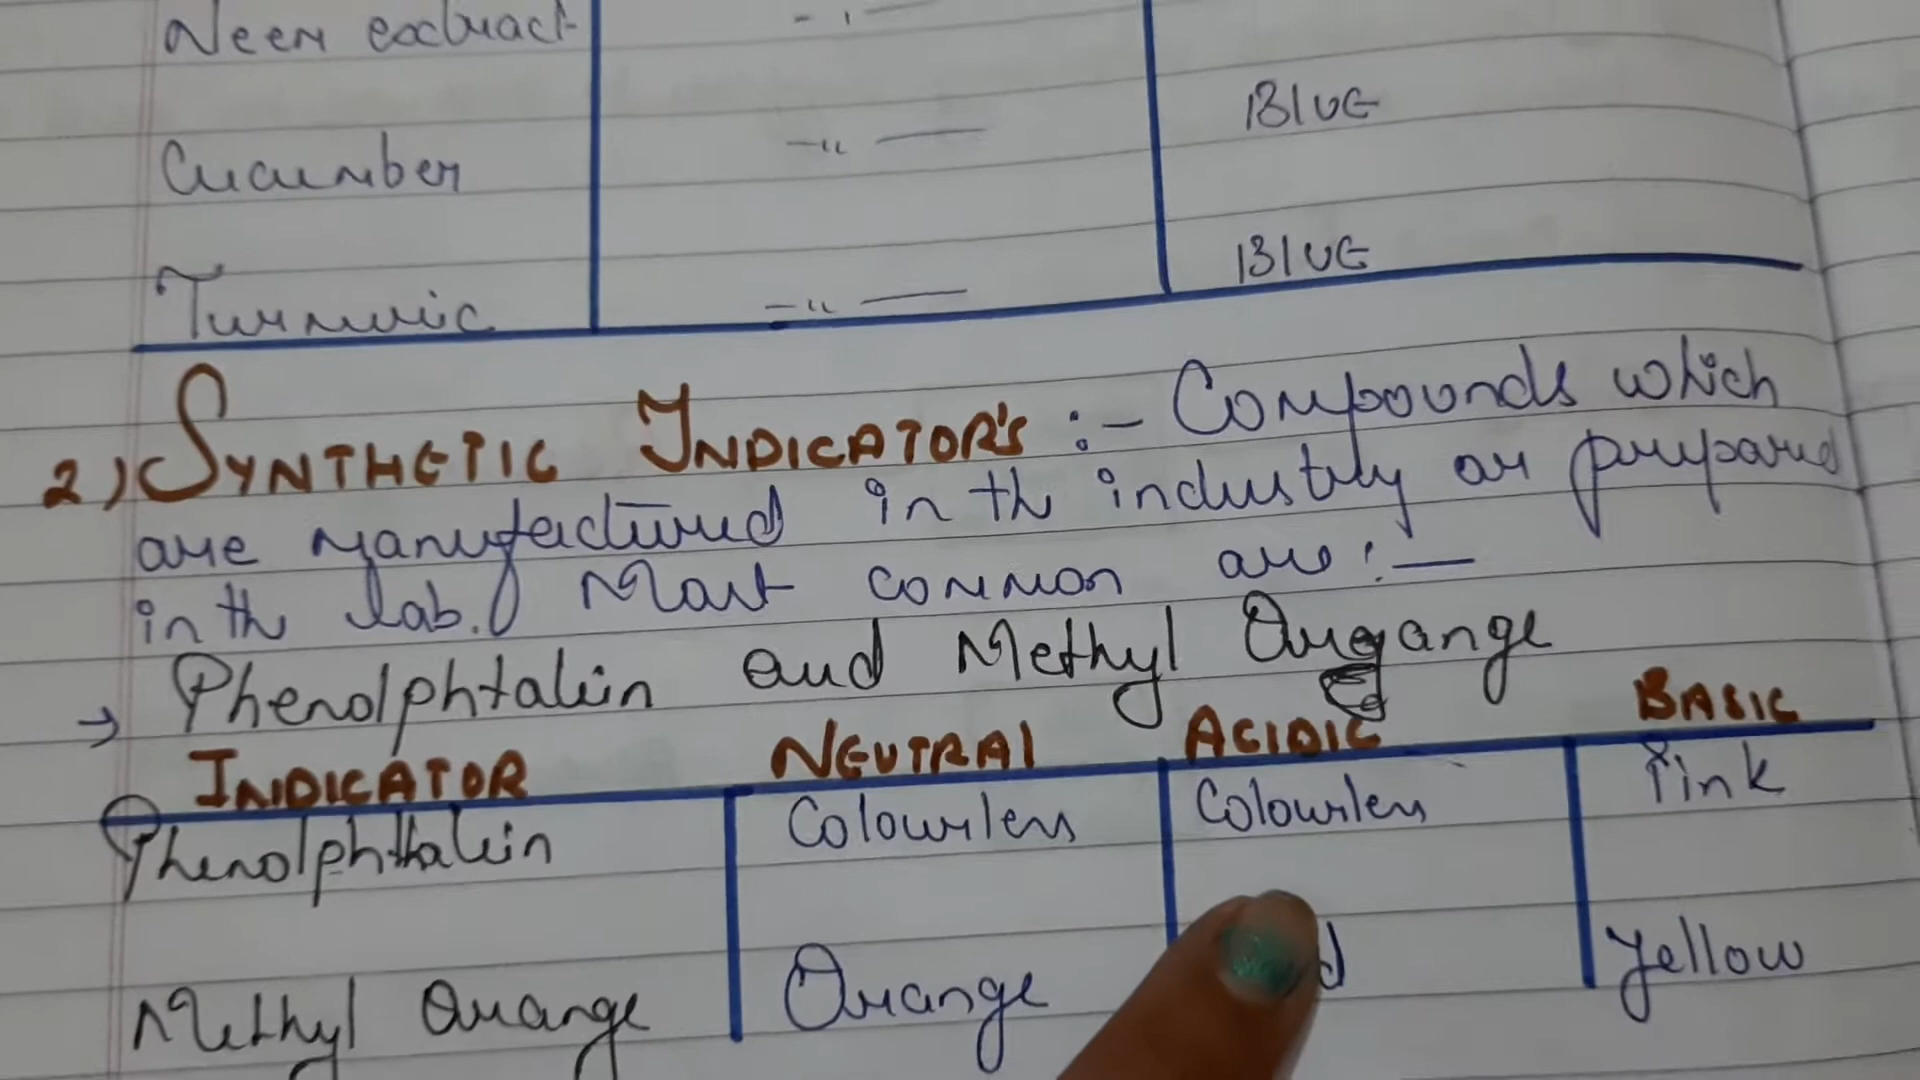 Neem extract - ı —
Cucumber -ıı — BlUE
Turmeric -ıı — BlUE
2) SYNTHETIC INDICATOR'S :- Compounds which
are manufactured in the industry or prepared
in the lab. Most common are :—
→ Phenolphtalein and Methyl Orange
INDICATOR NEUTRAl ACIDIC BASIC
Phenolphthalein Colourless Colourless Pink
Methyl Orange Orange Yellow